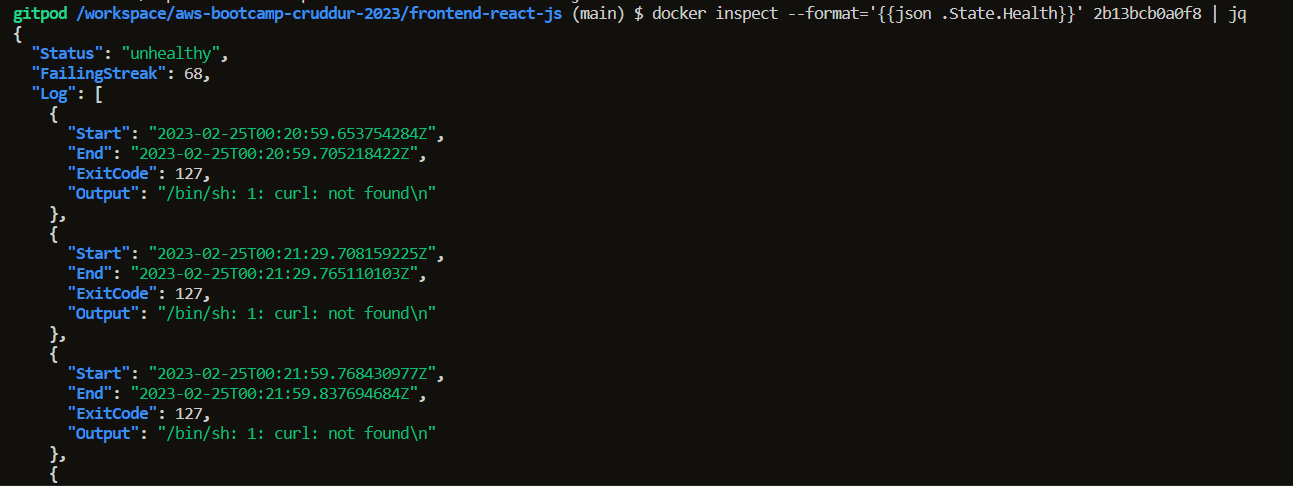 gitpod /workspace/aws-bootcamp-cruddur-2023/frontend-react-js (main) $ docker inspect --format='{{json .State.Health}}' 2b13bcb0a0f8 | jq
{
  "Status": "unhealthy",
  "FailingStreak": 68,
  "Log": [
    {
      "Start": "2023-02-25T00:20:59.653754284Z",
      "End": "2023-02-25T00:20:59.705218422Z",
      "ExitCode": 127,
      "Output": "/bin/sh: 1: curl: not found\n"
    },
    {
      "Start": "2023-02-25T00:21:29.708159225Z",
      "End": "2023-02-25T00:21:29.765110103Z",
      "ExitCode": 127,
      "Output": "/bin/sh: 1: curl: not found\n"
    },
    {
      "Start": "2023-02-25T00:21:59.768430977Z",
      "End": "2023-02-25T00:21:59.837694684Z",
      "ExitCode": 127,
      "Output": "/bin/sh: 1: curl: not found\n"
    },
    {